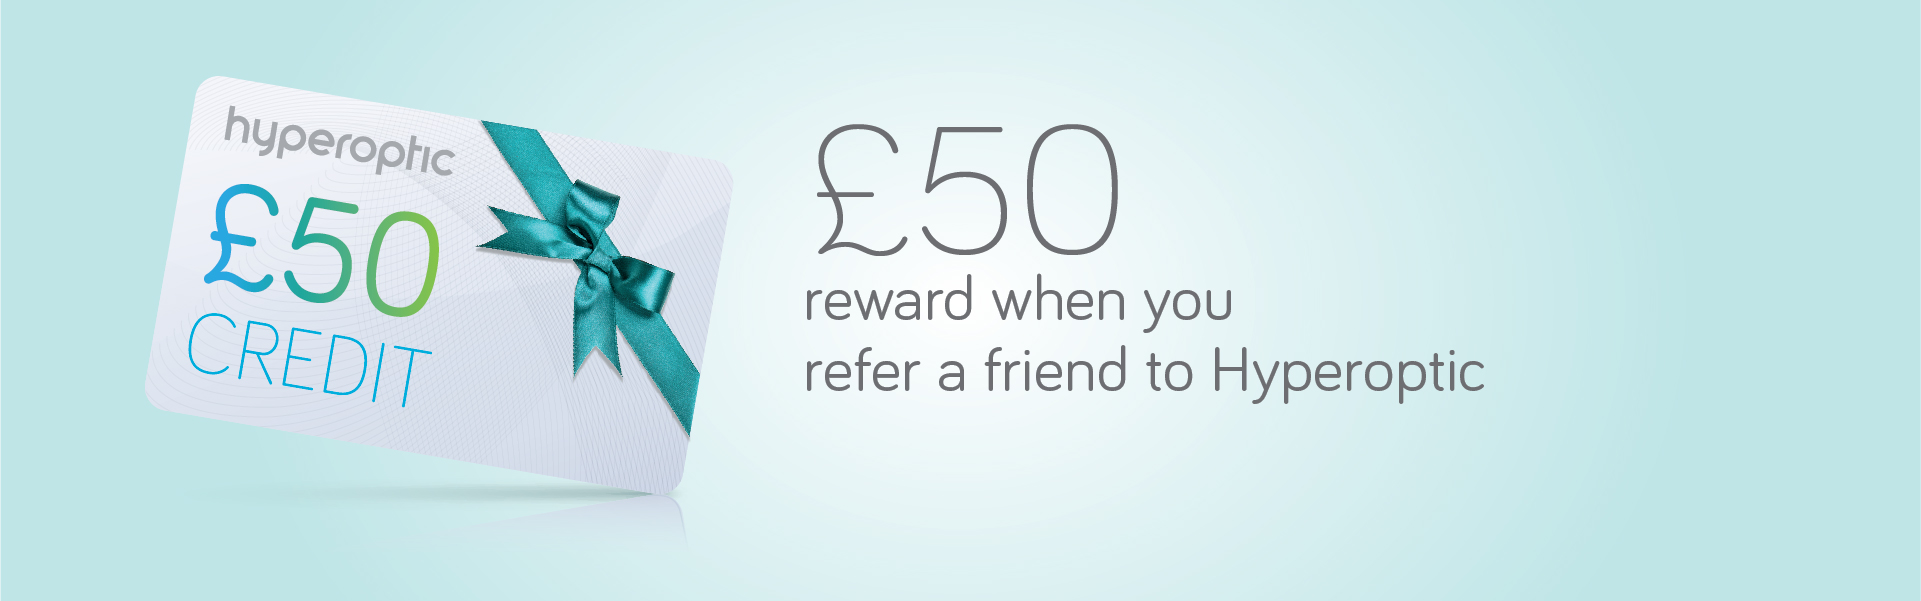 hyperoptic
£50
CREDIT
£50
reward when you
refer a friend to Hyperoptic